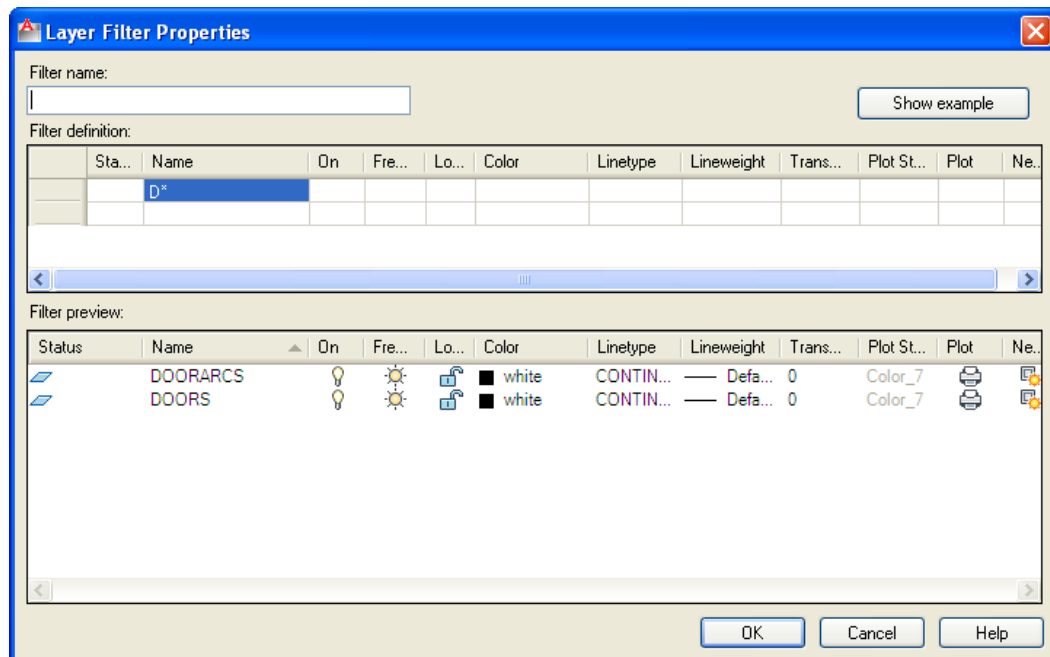 Layer Filter Properties
Filter name:
Show example
Filter definition:
Sta... Name On Fre... Lo... Color Linetype Lineweight Trans... Plot St... Plot Ne..
D*
Filter preview:
Status Name On Fre... Lo... Color Linetype Lineweight Trans... Plot St... Plot Ne..
DOORARCS white CONTIN... Defa... 0 Color_7
DOORS white CONTIN... Defa... 0 Color_7
OK Cancel Help